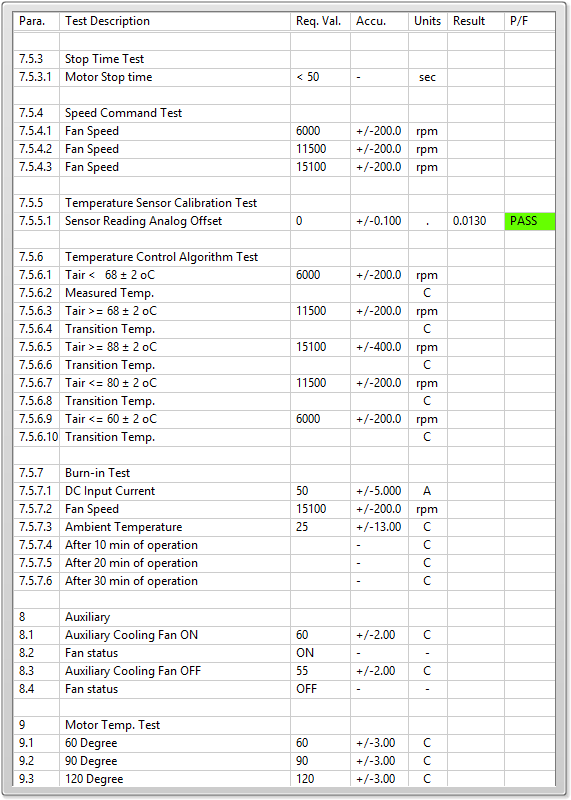 Para. Test Description Req. Val. Accu. Units Result P/F
7.5.3 Stop Time Test
7.5.3.1 Motor Stop time < 50 - sec
7.5.4 Speed Command Test
7.5.4.1 Fan Speed 6000 +/-200.0 rpm
7.5.4.2 Fan Speed 11500 +/-200.0 rpm
7.5.4.3 Fan Speed 15100 +/-200.0 rpm
7.5.5 Temperature Sensor Calibration Test
7.5.5.1 Sensor Reading Analog Offset 0 +/-0.100 . 0.0130 PASS
7.5.6 Temperature Control Algorithm Test
7.5.6.1 Tair < 68 ± 2 oC 6000 +/-200.0 rpm
7.5.6.2 Measured Temp. C
7.5.6.3 Tair >= 68 ± 2 oC 11500 +/-200.0 rpm
7.5.6.4 Transition Temp. C
7.5.6.5 Tair >= 88 ± 2 oC 15100 +/-400.0 rpm
7.5.6.6 Transition Temp. C
7.5.6.7 Tair <= 80 ± 2 oC 11500 +/-200.0 rpm
7.5.6.8 Transition Temp. C
7.5.6.9 Tair <= 60 ± 2 oC 6000 +/-200.0 rpm
7.5.6.10 Transition Temp. C
7.5.7 Burn-in Test
7.5.7.1 DC Input Current 50 +/-5.000 A
7.5.7.2 Fan Speed 15100 +/-200.0 rpm
7.5.7.3 Ambient Temperature 25 +/-13.00 C
7.5.7.4 After 10 min of operation - C
7.5.7.5 After 20 min of operation - C
7.5.7.6 After 30 min of operation - C
8 Auxiliary
8.1 Auxiliary Cooling Fan ON 60 +/-2.00 C
8.2 Fan status ON - -
8.3 Auxiliary Cooling Fan OFF 55 +/-2.00 C
8.4 Fan status OFF - -
9 Motor Temp. Test
9.1 60 Degree 60 +/-3.00 C
9.2 90 Degree 90 +/-3.00 C
9.3 120 Degree 120 +/-3.00 C